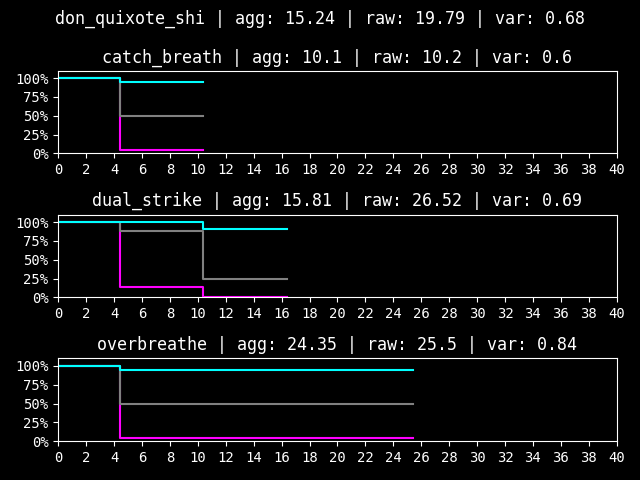 don_quixote_shi | agg: 15.24 | raw: 19.79 | var: 0.68
catch_breath | agg: 10.1 | raw: 10.2 | var: 0.6
100%
75%
50%
25%
0%
0 2 4 6 8 10 12 14 16 18 20 22 24 26 28 30 32 34 36 38 40
dual_strike | agg: 15.81 | raw: 26.52 | var: 0.69
100%
75%
50%
25%
0%
0 2 4 6 8 10 12 14 16 18 20 22 24 26 28 30 32 34 36 38 40
overbreathe | agg: 24.35 | raw: 25.5 | var: 0.84
100%
75%
50%
25%
0%
0 2 4 6 8 10 12 14 16 18 20 22 24 26 28 30 32 34 36 38 40